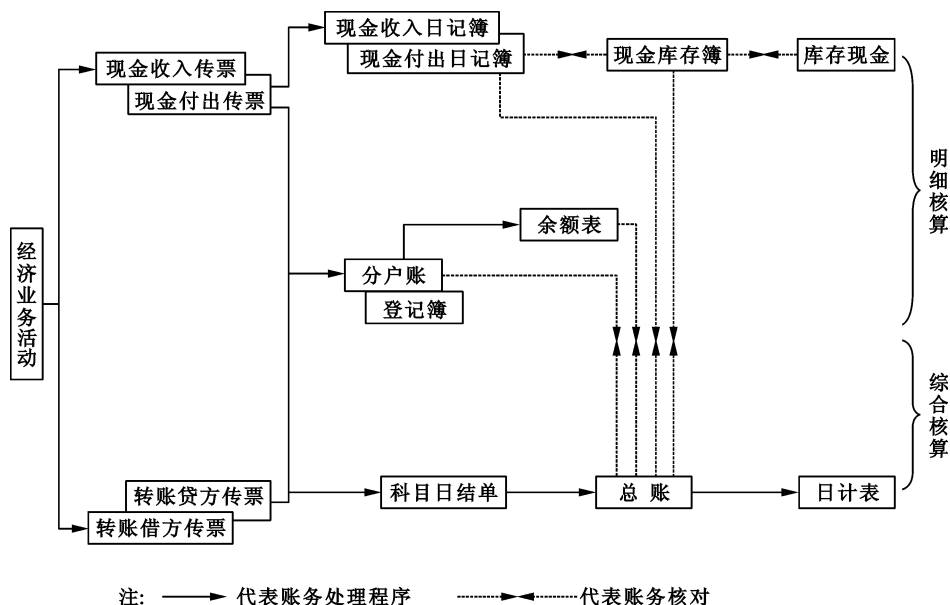 现金收入日记簿
现金付出日记簿
现金库存簿
库存现金
现金收入传票
现金付出传票
明细核算
余额表
经济业务活动
分户账
登记簿
综合核算
转账贷方传票
转账借方传票
科目日结单
总账
日计表
注:
代表账务处理程序
代表账务核对